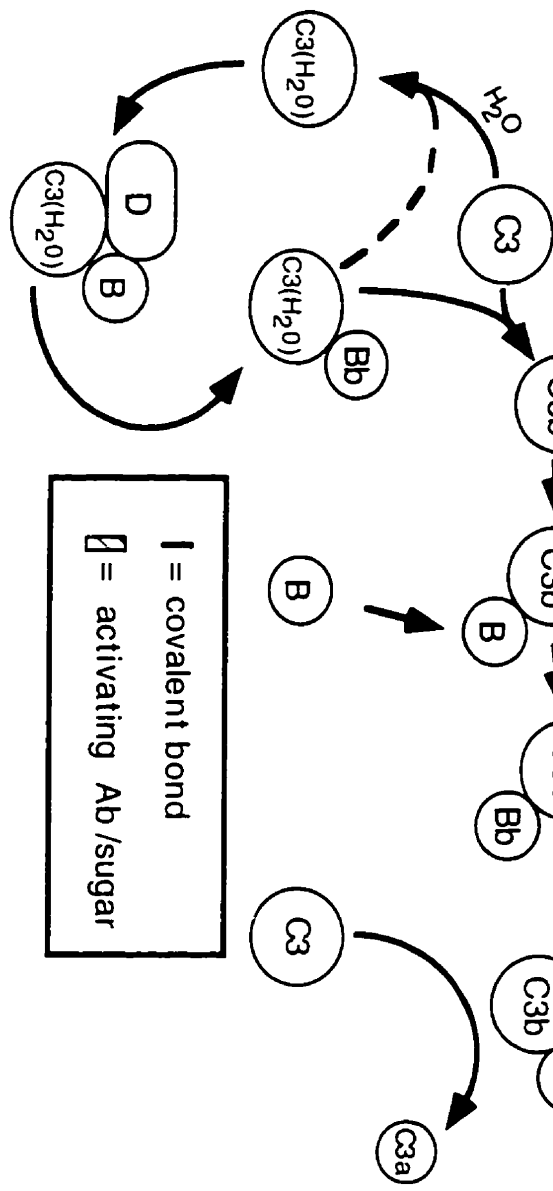 C3b
C3b
H₂O
C3
B
Bb
C3a
C3(H₂O)
C3(H₂O)
Bb
B
C3
= covalent bond
= activating Ab/sugar
D
B
C3(H₂O)